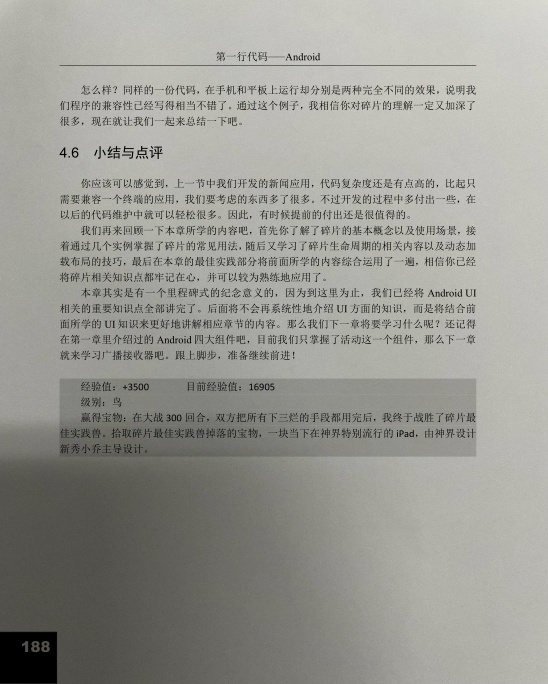 第一行代码——Android
怎么样？同样的一份代码，在手机和平板上运行却分别是两种完全不同的效果，说明我
们程序的兼容性已经写得相当不错了。通过这个例子，我相信你对碎片的理解一定又加深了
很多，现在就让我们一起来总结一下吧。
4.6 小结与点评
你应该可以感觉到，上一节中我们开发的新闻应用，代码复杂度还是有点高的，比起只
需要兼容一个终端的应用，我们要考虑的东西多了很多。不过在开发的过程中多付出一些，在
以后的代码维护中就可以轻松很多。因此，有时候提前的付出还是很值得的。
我们再来回顾一下本章所学的内容吧，首先你了解了碎片的基本概念以及使用场景，接
着通过几个实例掌握了碎片的常见用法，随后又学习了碎片生命周期的相关内容以及动态加
载布局的技巧，最后在本章的最佳实践部分将前面所学的内容综合运用了一遍，相信你已经
将碎片相关知识点都牢记在心，并可以较为熟练地应用了。
本章其实是有一个里程碑式的纪念意义的，因为到这里为止，我们已经将 Android UI
相关的重要知识点全部讲完了。后面将不会再系统性地介绍 UI 方面的知识，而是将结合前
面所学的 UI 知识来更好地讲解相应章节的内容。那么我们下一章将要学习什么呢？还记得
在第一章里介绍过的 Android 四大组件吧，目前我们只掌握了活动这一个组件，那么下一章
就来学习广播接收器吧。跟上脚步，准备继续前进！
经验值：+3500 目前经验值：16905
级别：鸟
赢得宝物：在大战 300 回合，双方把所有下三烂的手段都用完后，我终于战胜了碎片最
佳实践兽。拾取碎片最佳实践兽掉落的宝物，一块当下在神界特别流行的 iPad，由神界设计
新秀小乔主导设计。
188